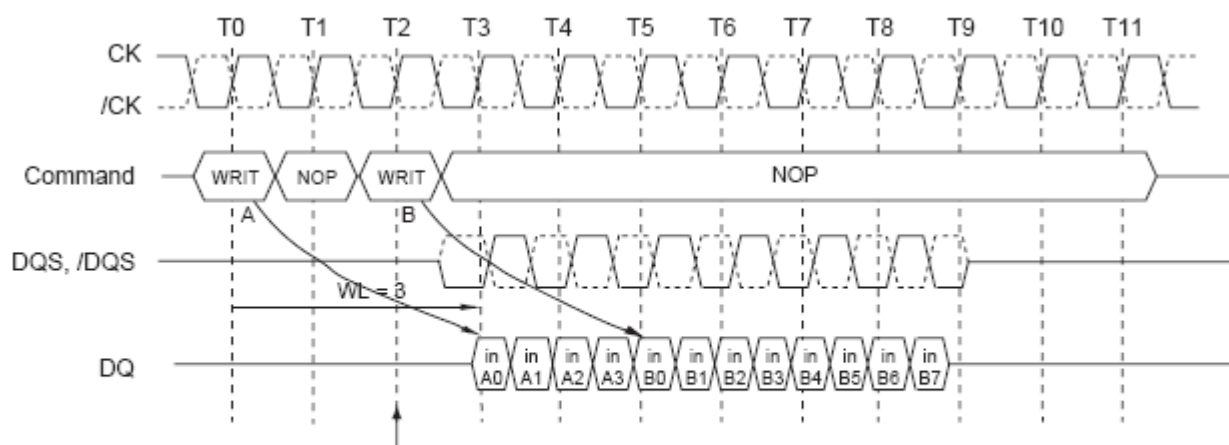 T0 T1 T2 T3 T4 T5 T6 T7 T8 T9 T10 T11
CK
/CK
Command WRIT NOP WRIT NOP
A B
DQS, /DQS
WL = 3
DQ
in in in in in in in in in in in in
A0 A1 A2 A3 B0 B1 B2 B3 B4 B5 B6 B7